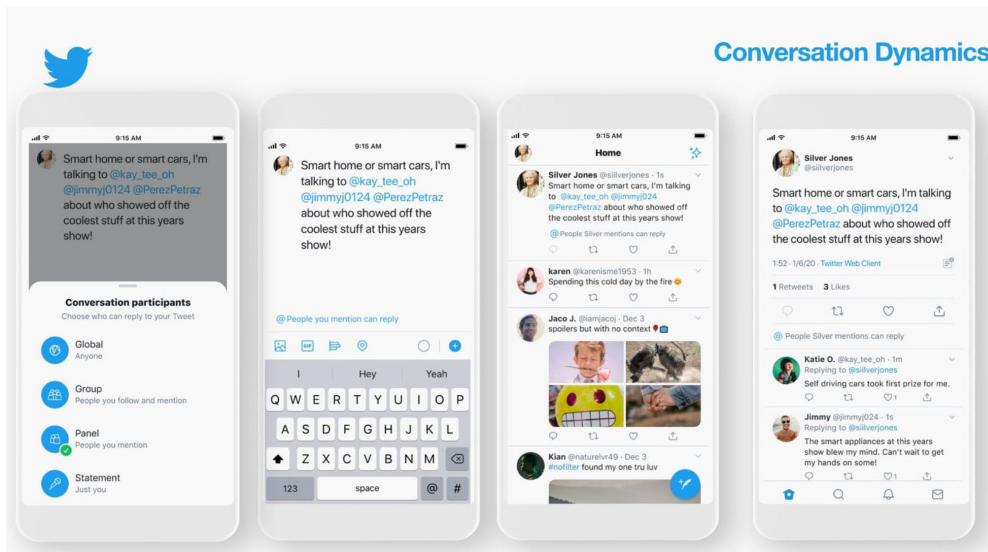 Conversation Dynamics
9:15 AM
Smart home or smart cars, I'm
talking to @kay_tee_oh
@jimmyj0124 @PerezPetraz
about who showed off the
coolest stuff at this years
show!
Conversation participants
Choose who can reply to your Tweet
Global
Anyone
Group
People you follow and mention
Panel
People you mention
Statement
Just you
9:15 AM
Smart home or smart cars, I'm
talking to @kay_tee_oh
@jimmyj0124 @PerezPetraz
about who showed off the
coolest stuff at this years
show!
@ People you mention can reply
GIF
I Hey Yeah
Q W E R T Y U I O P
A S D F G H J K L
Z X C V B N M
123 space @ #
9:15 AM
Home
Silver Jones @siilverjones · 1s
Smart home or smart cars, I'm talking
to @kay_tee_oh @jimmyj024
@PerezPetraz about who showed off
the coolest stuff at this years show!
@ People Silver mentions can reply
karen @karenisme1953 · 1h
Spending this cold day by the fire 🌞
Jaco J. @iamjacoj · Dec 3
spoilers but with no context 🎈💼
Kian @naturelvr49 · Dec 3
#nofilter found my one tru luv
9:15 AM
Silver Jones
@siilverjones
Smart home or smart cars, I'm talking
to @kay_tee_oh @jimmyj0124
@PerezPetraz about who showed off
the coolest stuff at this years show!
1:52 · 1/6/20 · Twitter Web Client
1 Retweets 3 Likes
@ People Silver mentions can reply
Katie O. @kay_tee_oh · 1m
Replying to @siilverjones
Self driving cars took first prize for me.
1
Jimmy @jimmyj024 · 1s
Replying to @siilverjones
The smart appliances at this years
show blew my mind. Can't wait to get
my hands on some!
1